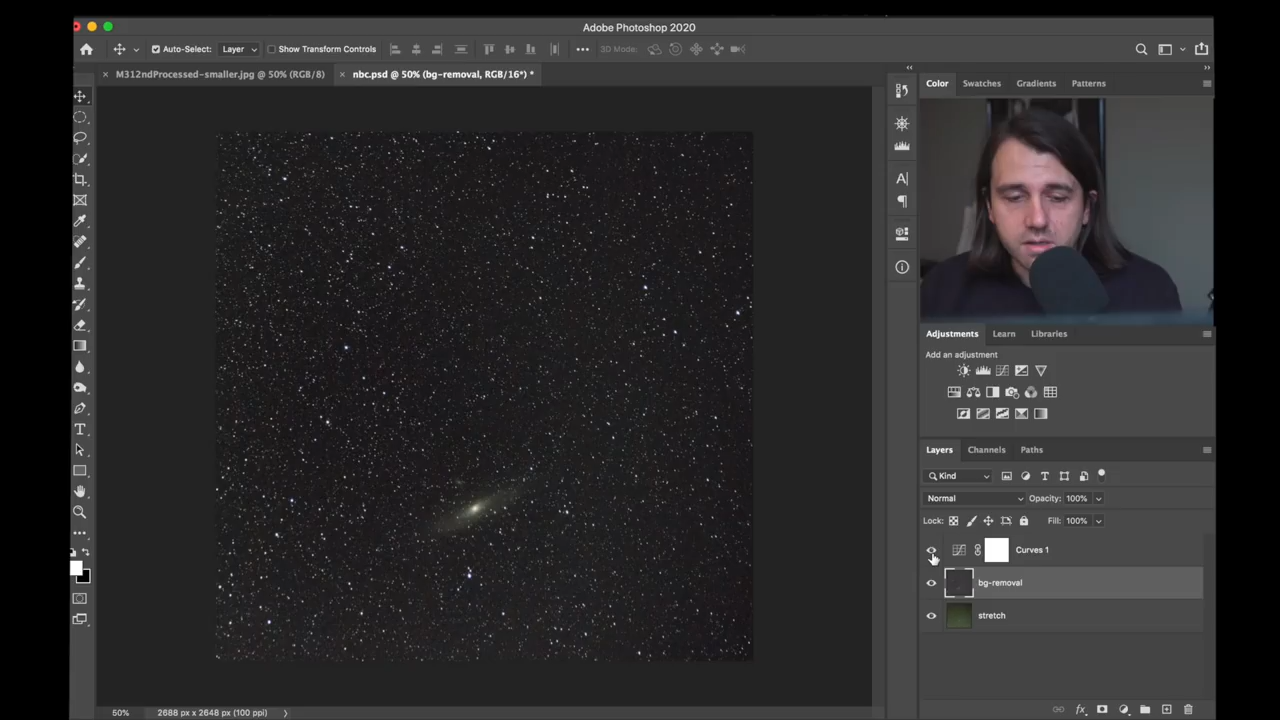 Adobe Photoshop 2020
Auto-Select: Layer Show Transform Controls 3D Mode:
M312ndProcessed-smaller.jpg @ 50% (RGB/8) nbc.psd @ 50% (bg-removal, RGB/16*) *
Color Swatches Gradients Patterns
Adjustments Learn Libraries
Add an adjustment
Layers Channels Paths
Kind
Normal Opacity: 100%
Lock: Fill: 100%
Curves 1
bg-removal
stretch
50% 2688 px x 2648 px (100 ppi)